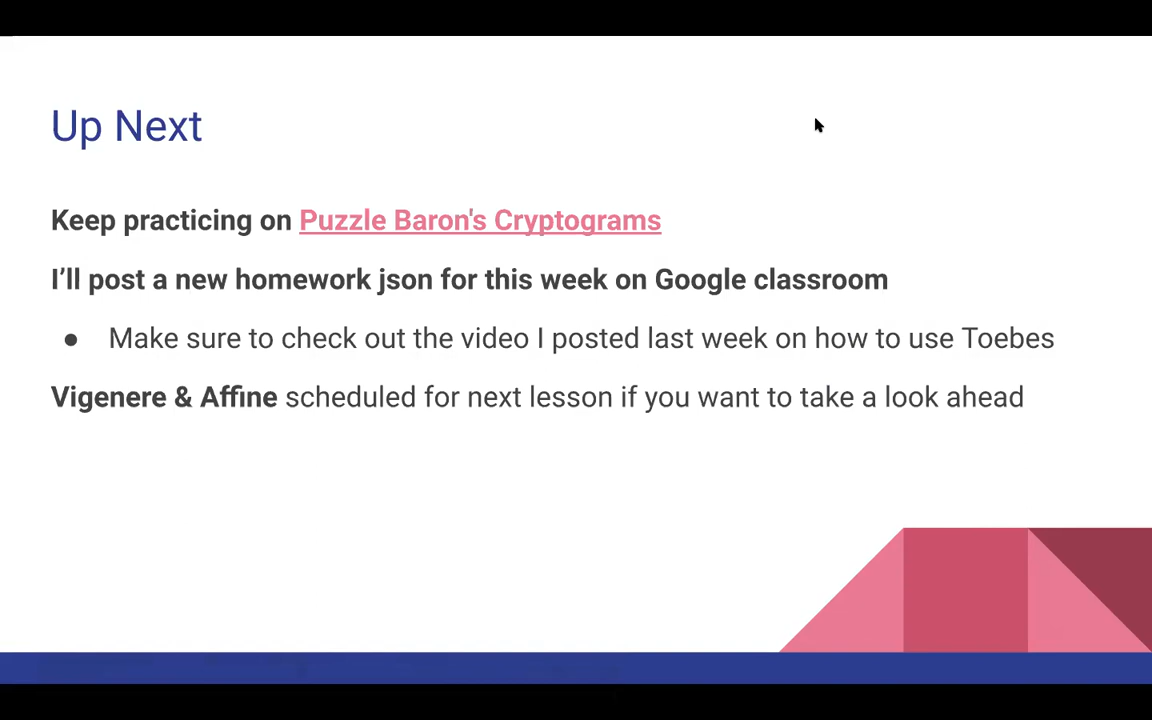 Up Next
Keep practicing on Puzzle Baron's Cryptograms
I’ll post a new homework json for this week on Google classroom
● Make sure to check out the video I posted last week on how to use Toebes
Vigenere & Affine scheduled for next lesson if you want to take a look ahead